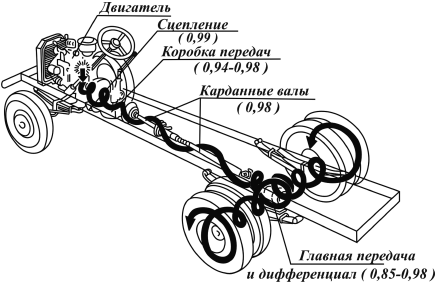 Двигатель
Сцепление
( 0,99)
Коробка передач
( 0,94-0,98)
Карданные валы
( 0,98)
Главная передача
и дифференциал ( 0,85-0,98)